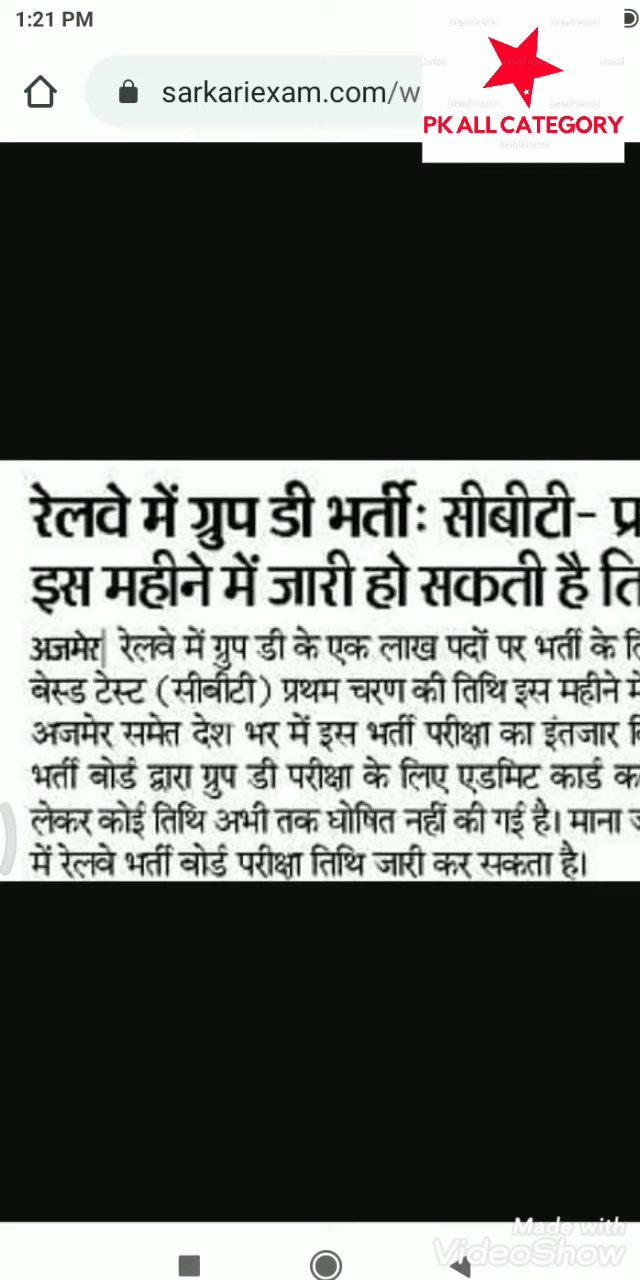 1:21 PM
sarkariexam.com/w
PK ALL CATEGORY
रेलवे में ग्रुप डी भर्तीः सीबीटी- प्र
इस महीने में जारी हो सकती है ति
अजमेर| रेलवे में ग्रुप डी के एक लाख पदों पर भर्ती के
बेस्ड टेस्ट (सीबीटी) प्रथम चरण की तिथि इस महीने में
अजमेर समेत देश भर में इस भर्ती परीक्षा का इंतजार
भर्ती बोर्ड द्वारा ग्रुप डी परीक्षा के लिए एडमिट कार्ड क
लेकर कोई तिथि अभी तक घोषित नहीं की गई है। माना
में रेलवे भर्ती बोर्ड परीक्षा तिथि जारी कर सकता है।
Made with
VideoShow